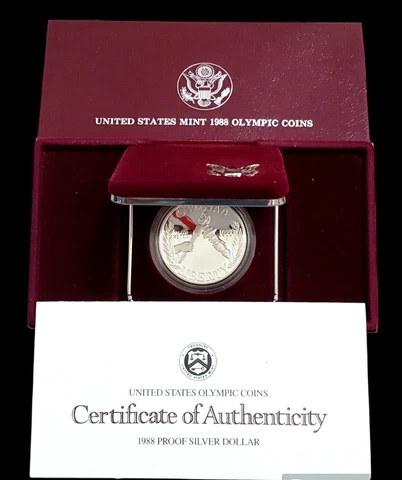 UNITED STATES MINT 1988 OLYMPIC COINS
LIBERTY
UNITED STATES OLYMPIC COINS
Certificate of Authenticity
1988 PROOF SILVER DOLLAR